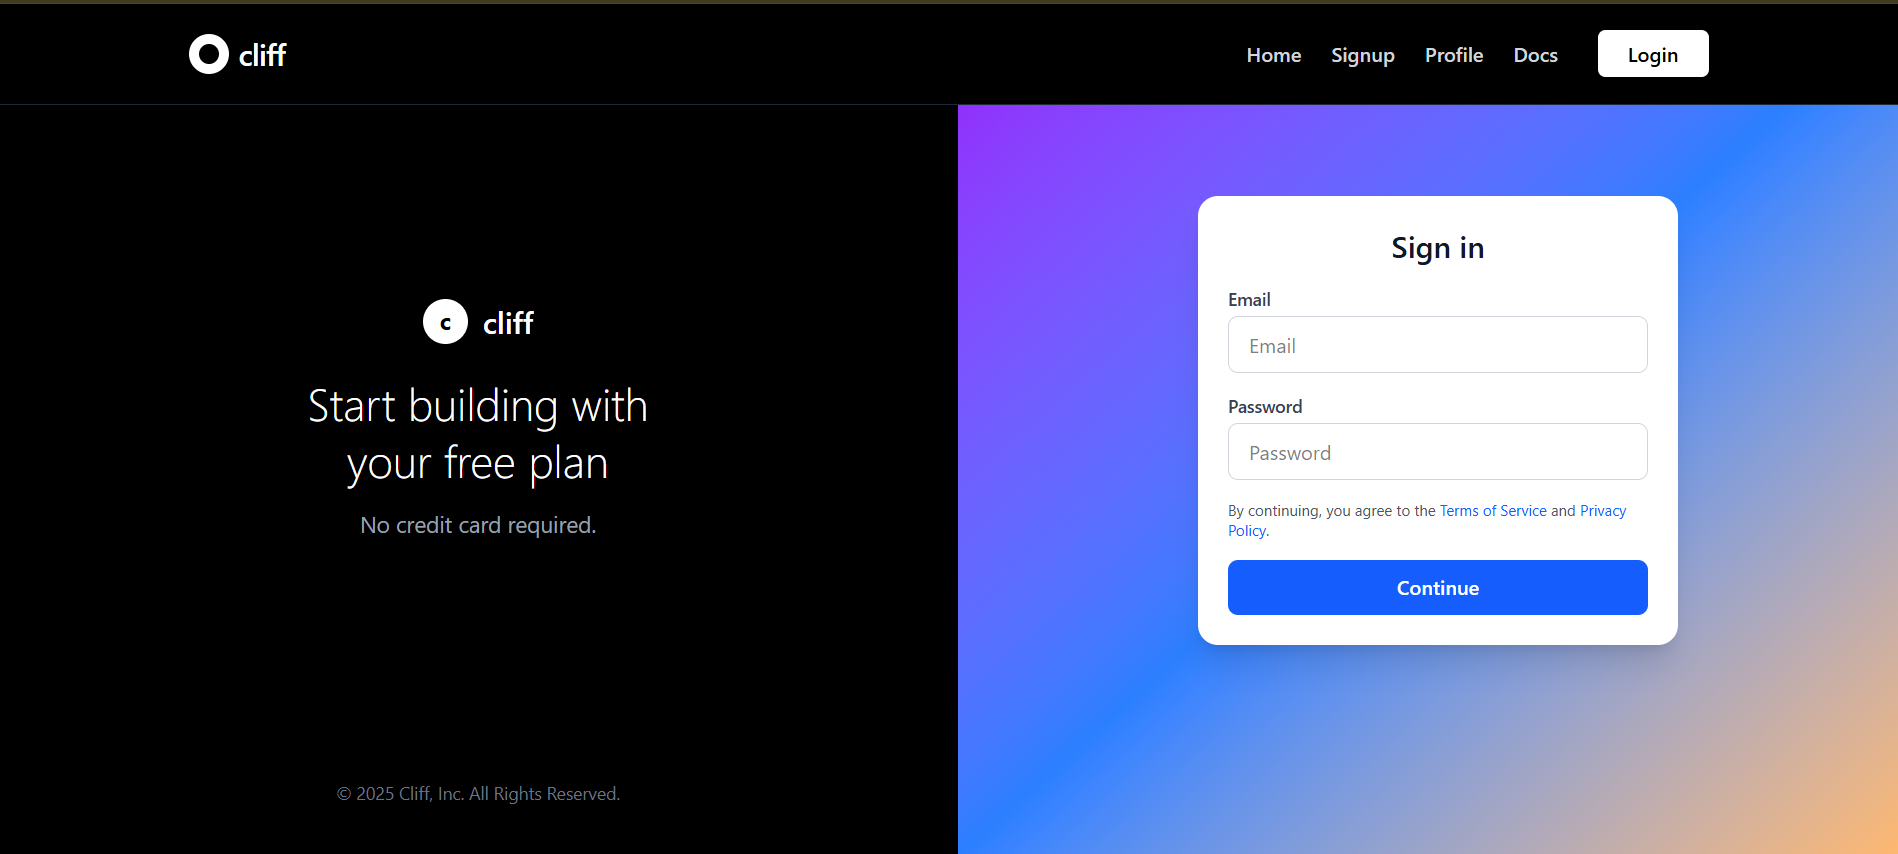 cliff
Home Signup Profile Docs Login
c cliff
Start building with
your free plan
No credit card required.
© 2025 Cliff, Inc. All Rights Reserved.
Sign in
Email
Email
Password
Password
By continuing, you agree to the Terms of Service and Privacy
Policy.
Continue